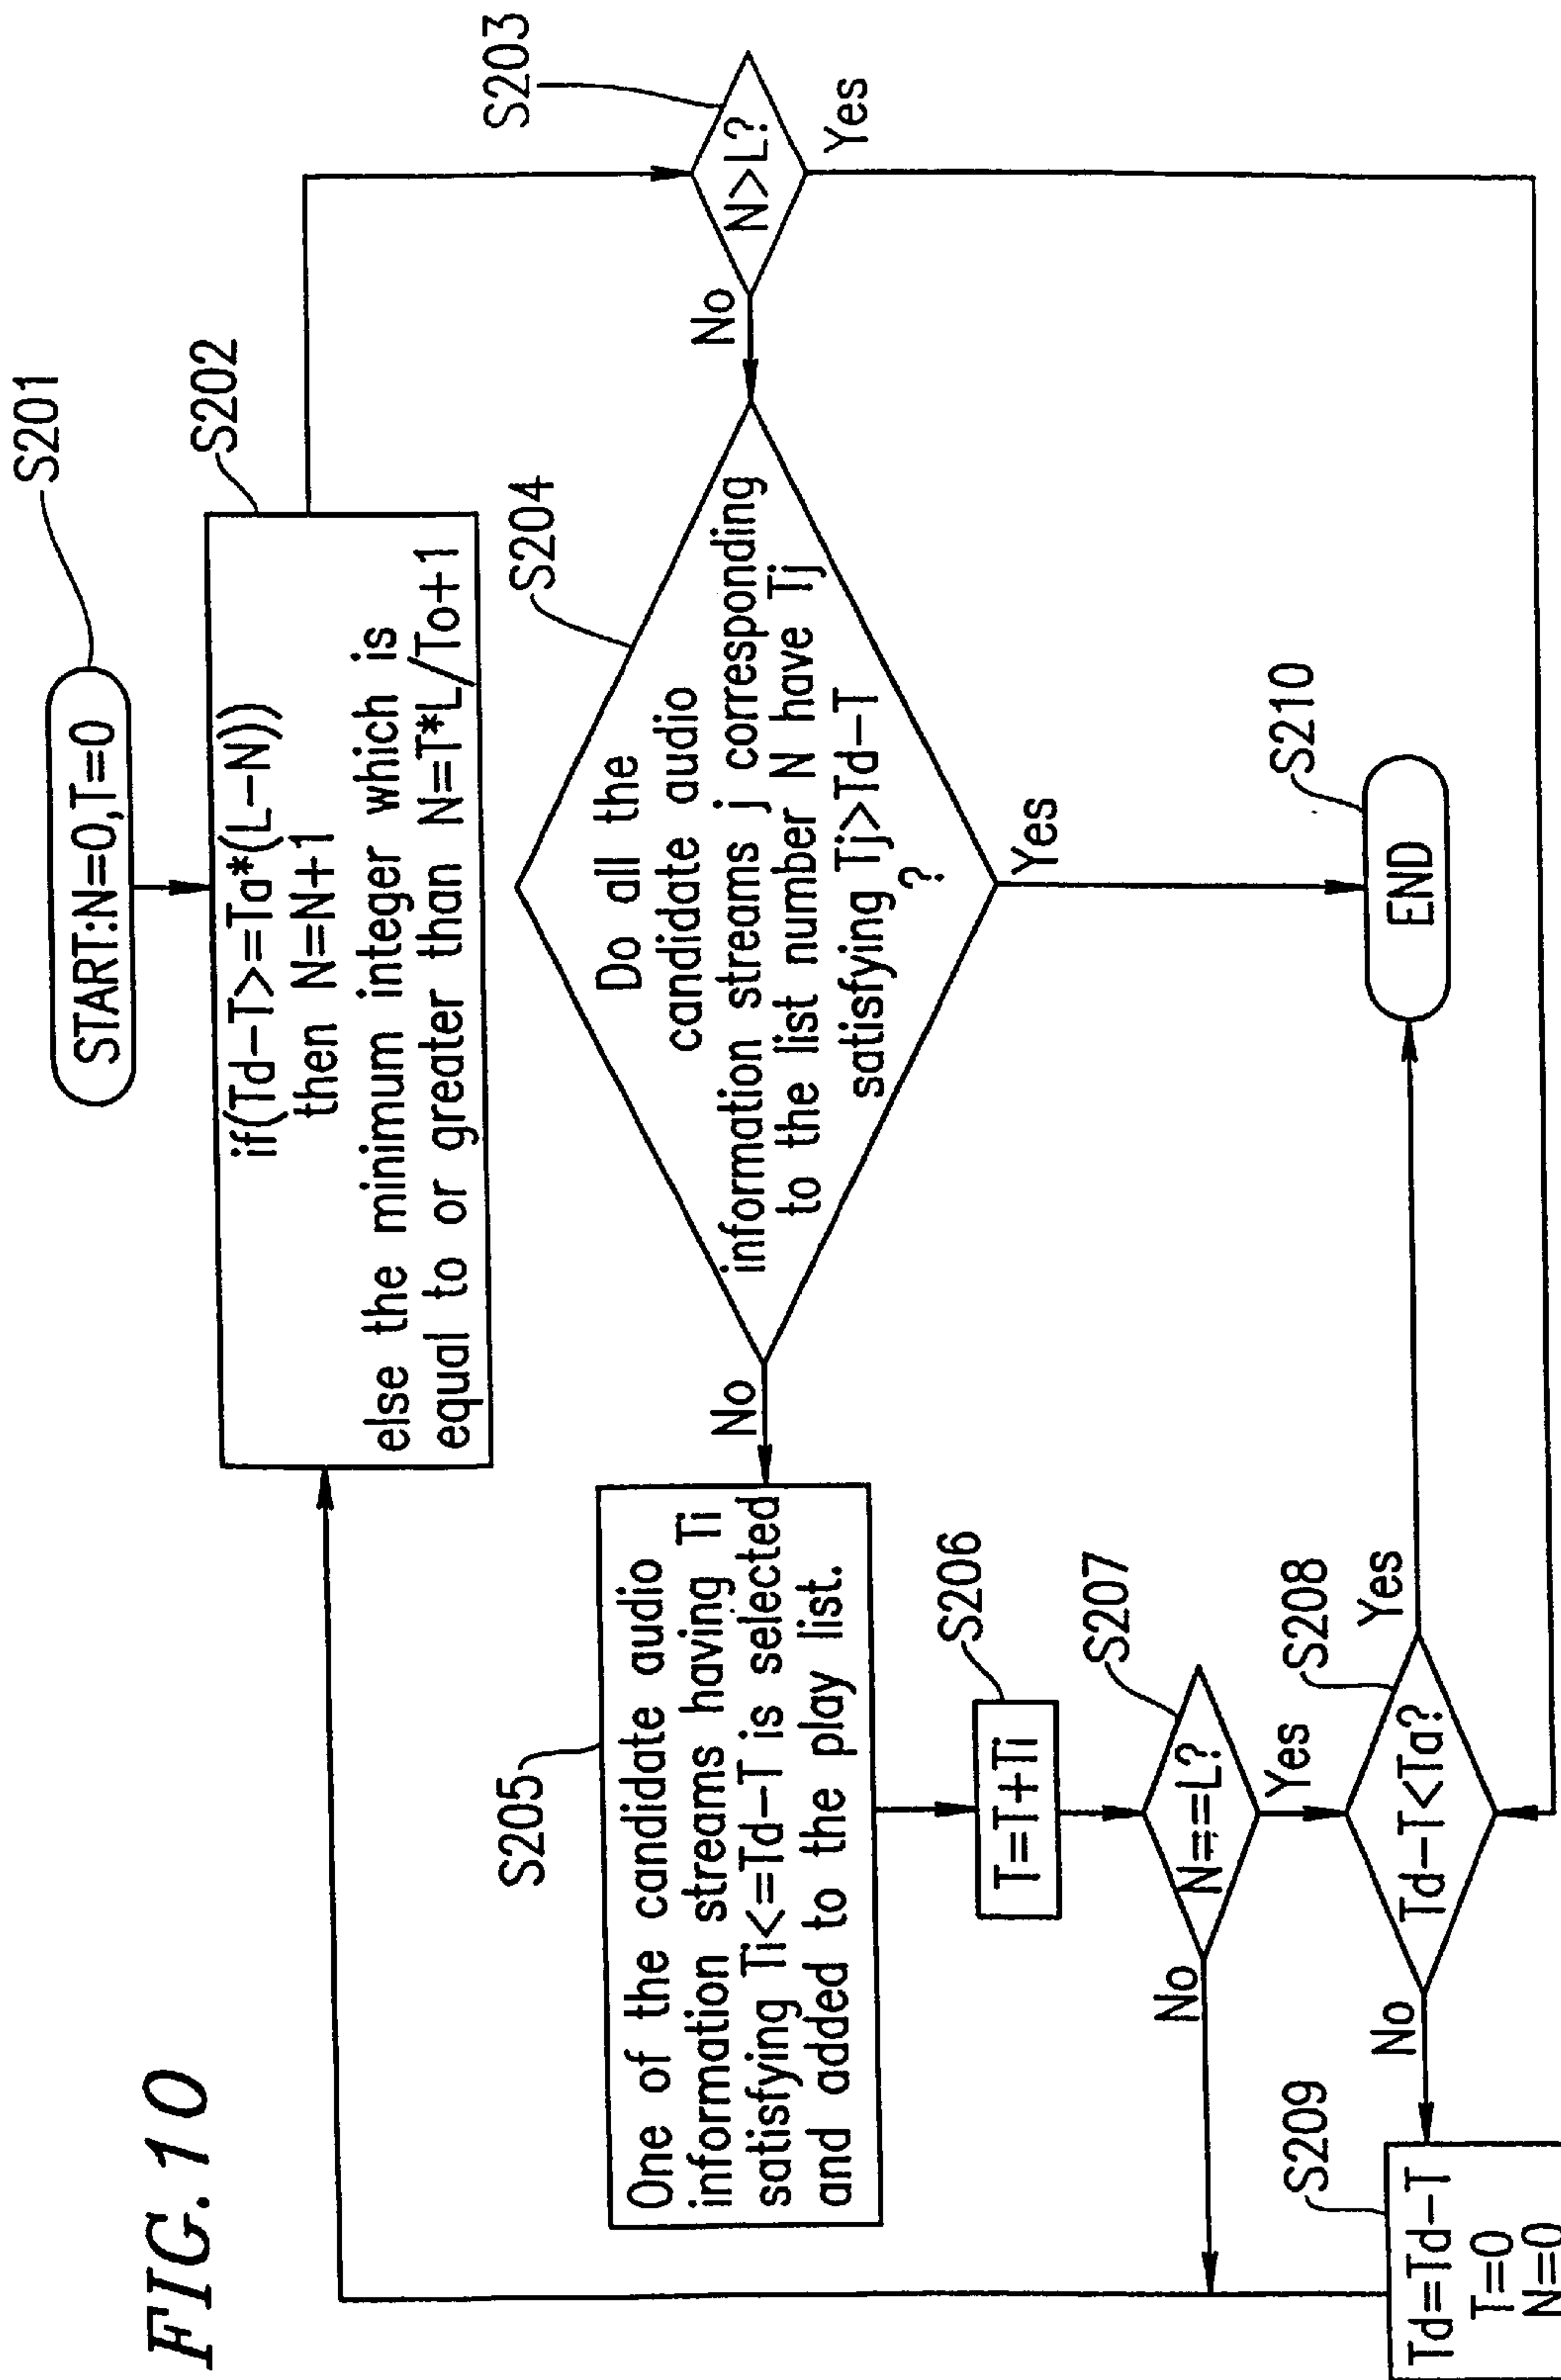 FIG. 10
START:N=0,T=0
S201
if(Td-T>=Ta*(L-N))
then N=N+1
else the minimum integer which is
equal to or greater than N=T*L/To+1
S202
N>L?
S203
No
Yes
Do all the
candidate audio
information streams j corresponding
to the list number N have Tj
satisfying Tj>Td-T
?
S204
No
Yes
One of the candidate audio
information streams having Ti
satisfying Ti<=Td-T is selected
and added to the play list.
S205
T=T+Ti
S206
N==L?
S207
No
Yes
Td-T<Ta?
S208
Yes
No
Td=Td-T
T=0
N=0
S209
END
S210